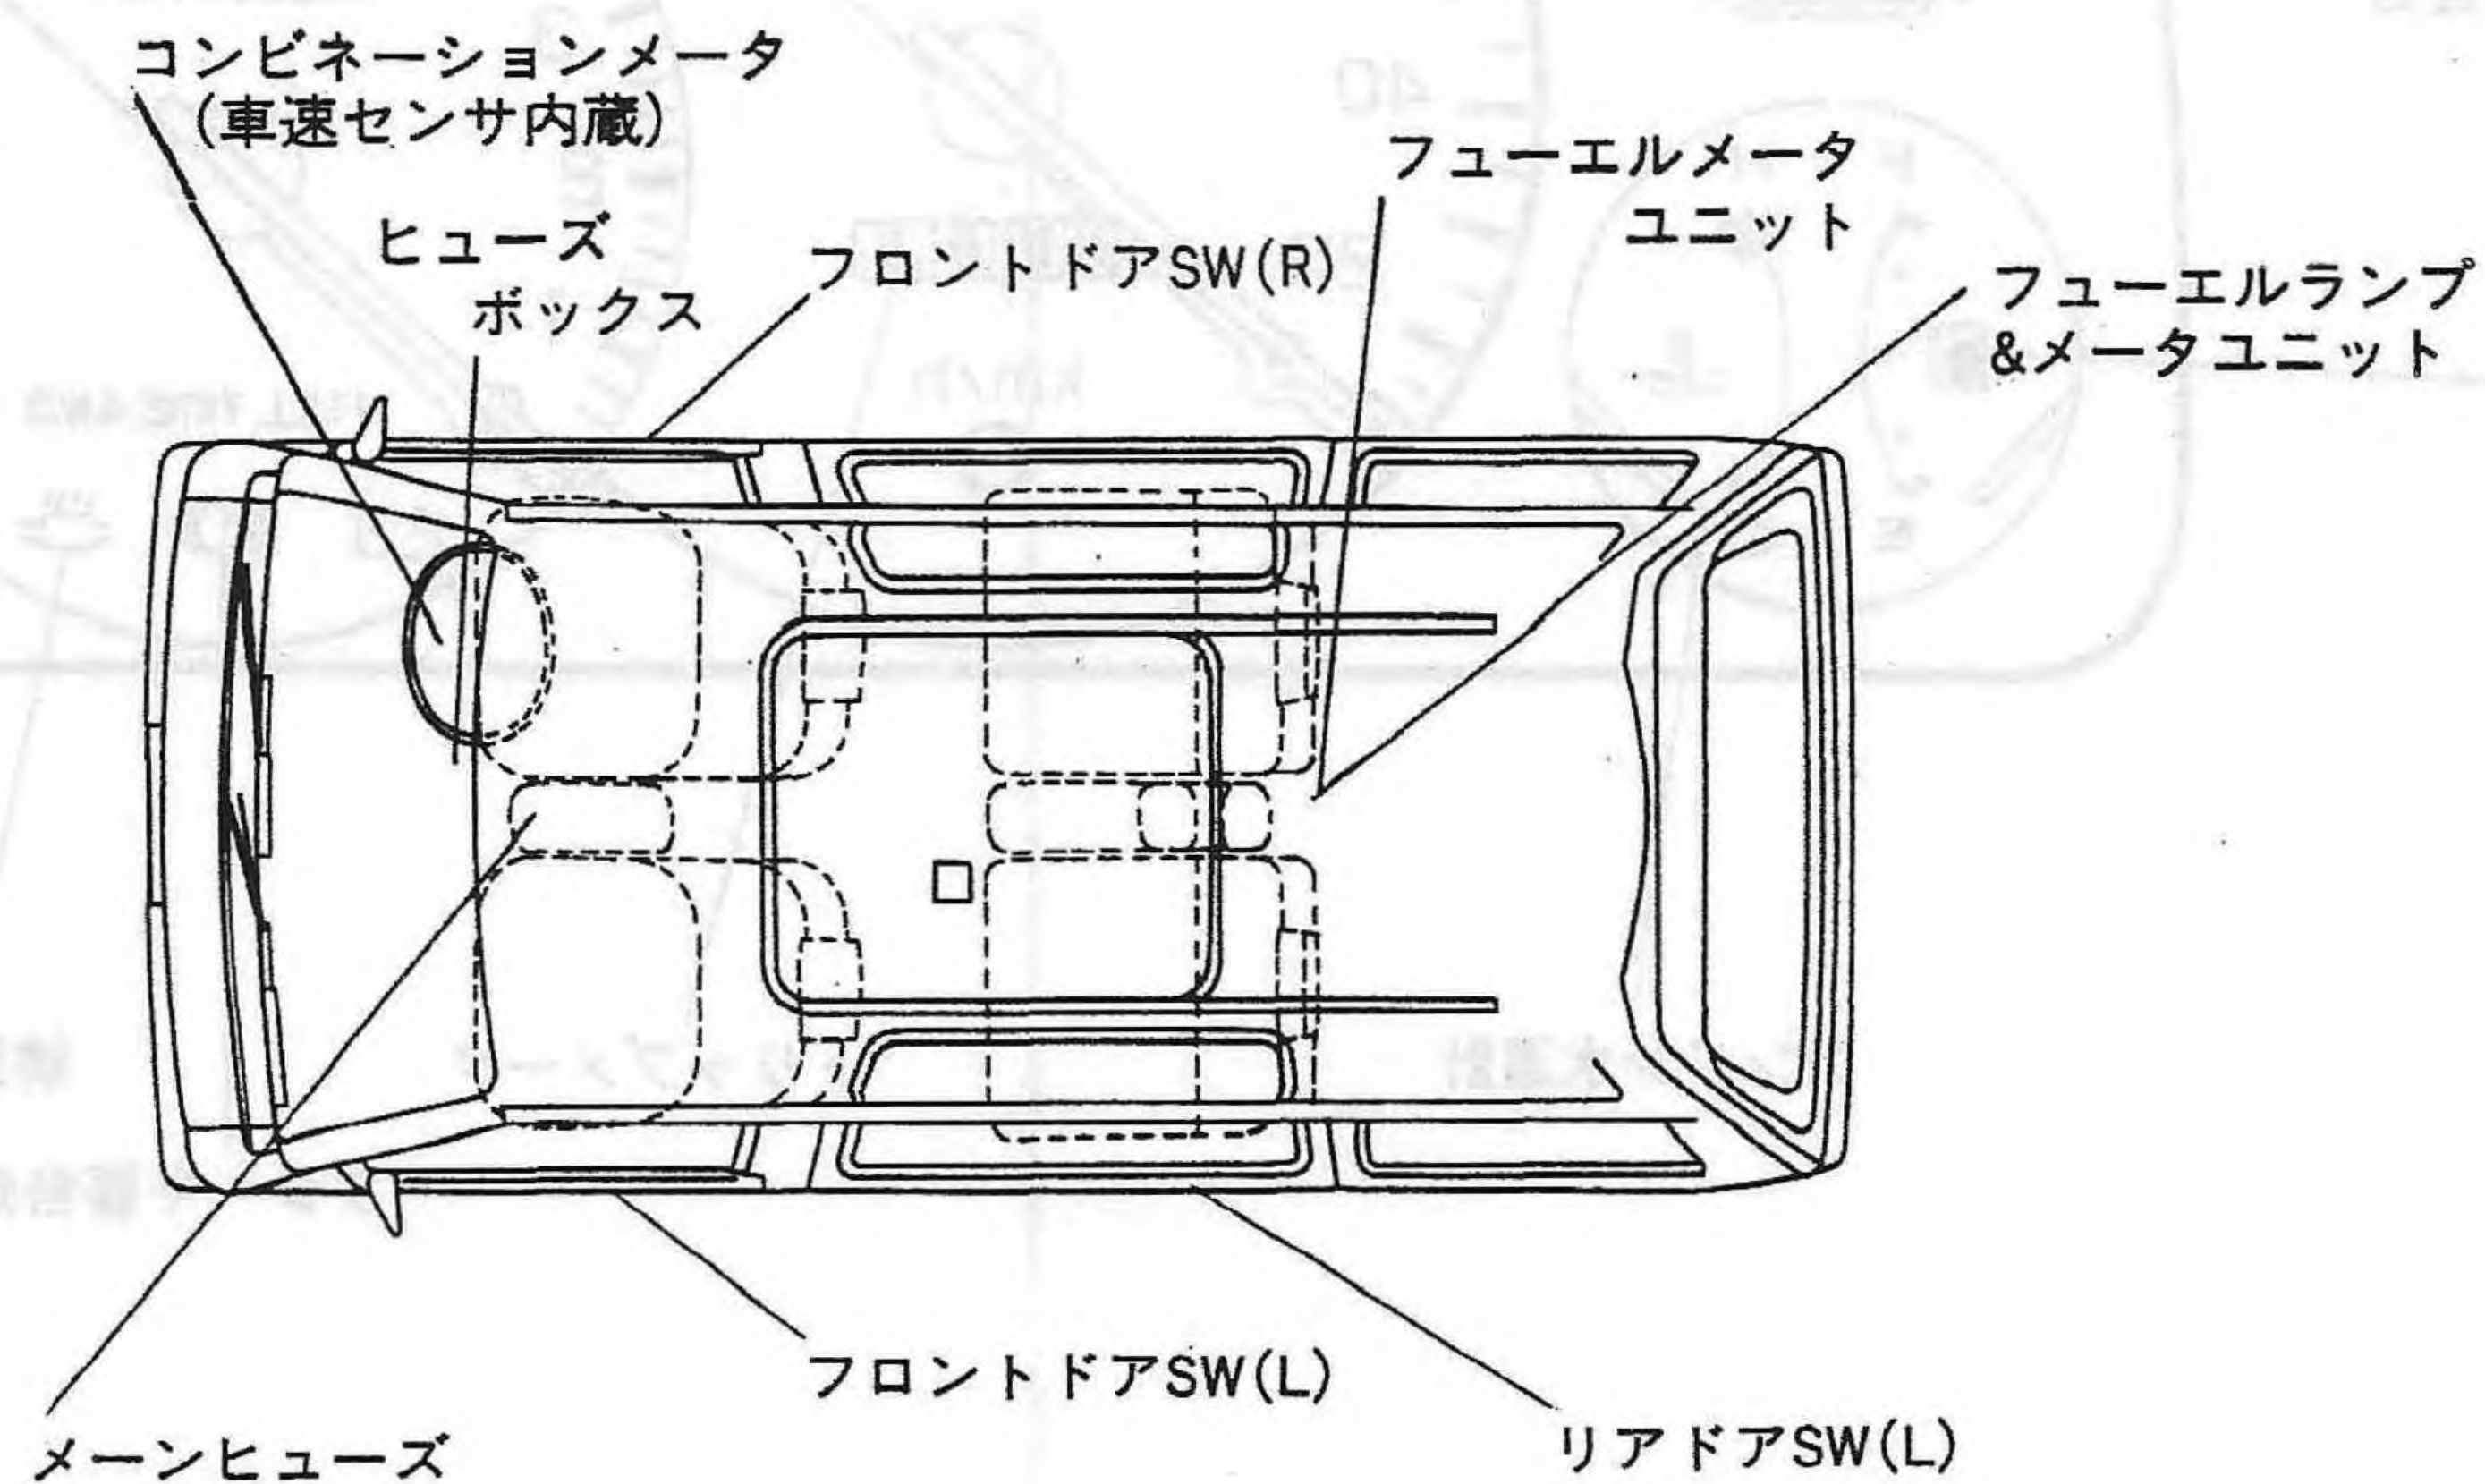 コンビネーションメータ
(車速センサ内蔵)
ヒューズ
ボックス
フロントドアSW(R)
フューエルメータ
ユニット
フューエルランプ
&メータユニット
メーンヒューズ
フロントドアSW(L)
リアドアSW(L)